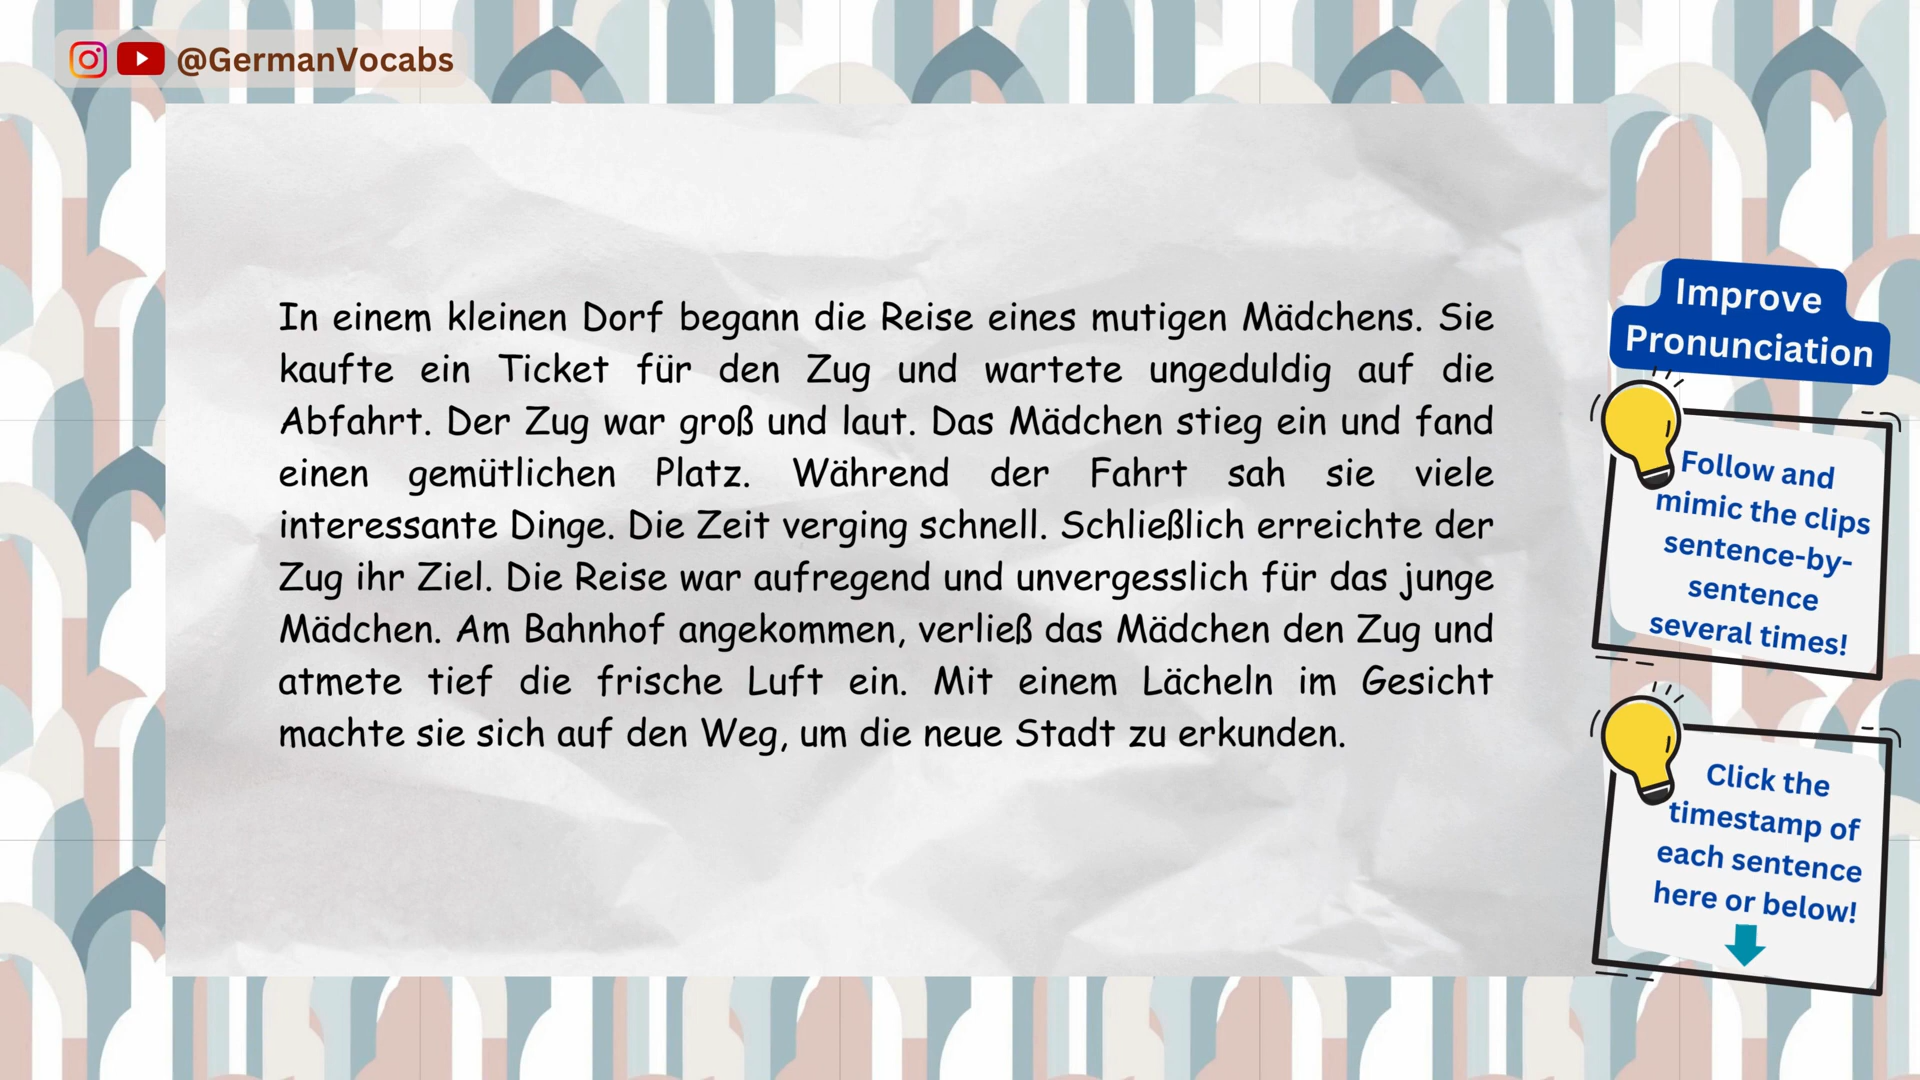 @GermanVocabs
In einem kleinen Dorf begann die Reise eines mutigen Mädchens. Sie
kaufte ein Ticket für den Zug und wartete ungeduldig auf die
Abfahrt. Der Zug war groß und laut. Das Mädchen stieg ein und fand
einen gemütlichen Platz. Während der Fahrt sah sie viele
interessante Dinge. Die Zeit verging schnell. Schließlich erreichte der
Zug ihr Ziel. Die Reise war aufregend und unvergesslich für das junge
Mädchen. Am Bahnhof angekommen, verließ das Mädchen den Zug und
atmete tief die frische Luft ein. Mit einem Lächeln im Gesicht
machte sie sich auf den Weg, um die neue Stadt zu erkunden.
Improve
Pronunciation
Follow and
mimic the clips
sentence-by-
sentence
several times!
Click the
timestamp of
each sentence
here or below!